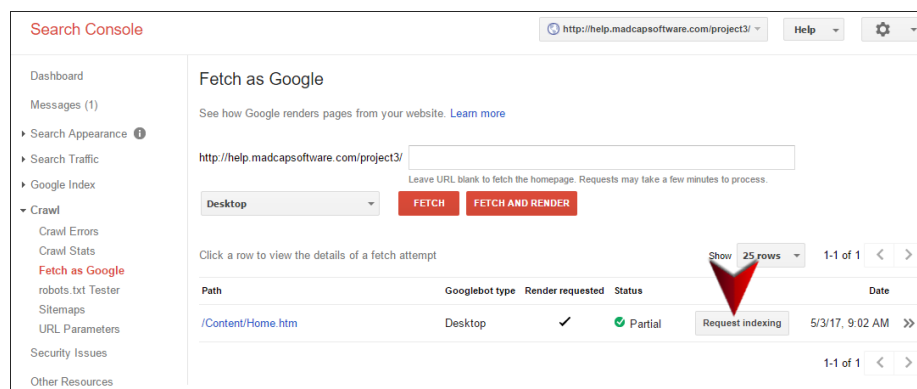 Search Console
http://help.madcapsoftware.com/project3/
Help
Dashboard
Messages (1)
Search Appearance
Search Traffic
Google Index
Crawl
Crawl Errors
Crawl Stats
Fetch as Google
robots.txt Tester
Sitemaps
URL Parameters
Security Issues
Other Resources
Fetch as Google
See how Google renders pages from your website. Learn more
http://help.madcapsoftware.com/project3/
Leave URL blank to fetch the homepage. Requests may take a few minutes to process.
Desktop
FETCH
FETCH AND RENDER
Click a row to view the details of a fetch attempt
Show 25 rows 1-1 of 1
Path Googlebot type Render requested Status Date
/Content/Home.htm Desktop ✓ Partial Request indexing 5/3/17, 9:02 AM
1-1 of 1